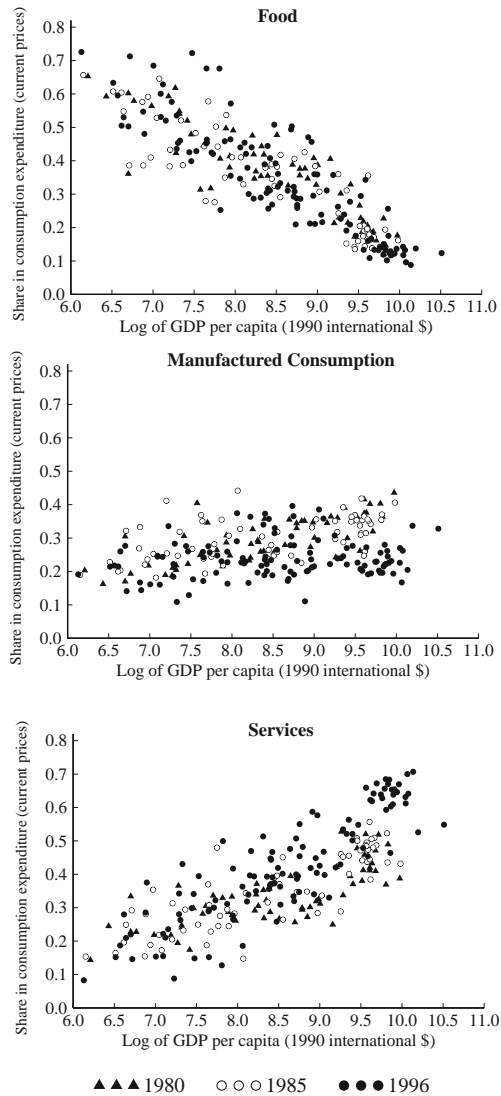 Food
Share in consumption expenditure (current prices)
0.8
0.7
0.6
0.5
0.4
0.3
0.2
0.1
0.0
6.0 6.5 7.0 7.5 8.0 8.5 9.0 9.5 10.0 10.5 11.0
Log of GDP per capita (1990 international $)
Manufactured Consumption
Share in consumption expenditure (current prices)
0.8
0.7
0.6
0.5
0.4
0.3
0.2
0.1
0.0
6.0 6.5 7.0 7.5 8.0 8.5 9.0 9.5 10.0 10.5 11.0
Log of GDP per capita (1990 international $)
Services
Share in consumption expenditure (current prices)
0.8
0.7
0.6
0.5
0.4
0.3
0.2
0.1
0.0
6.0 6.5 7.0 7.5 8.0 8.5 9.0 9.5 10.0 10.5 11.0
Log of GDP per capita (1990 international $)
1980 1985 1996